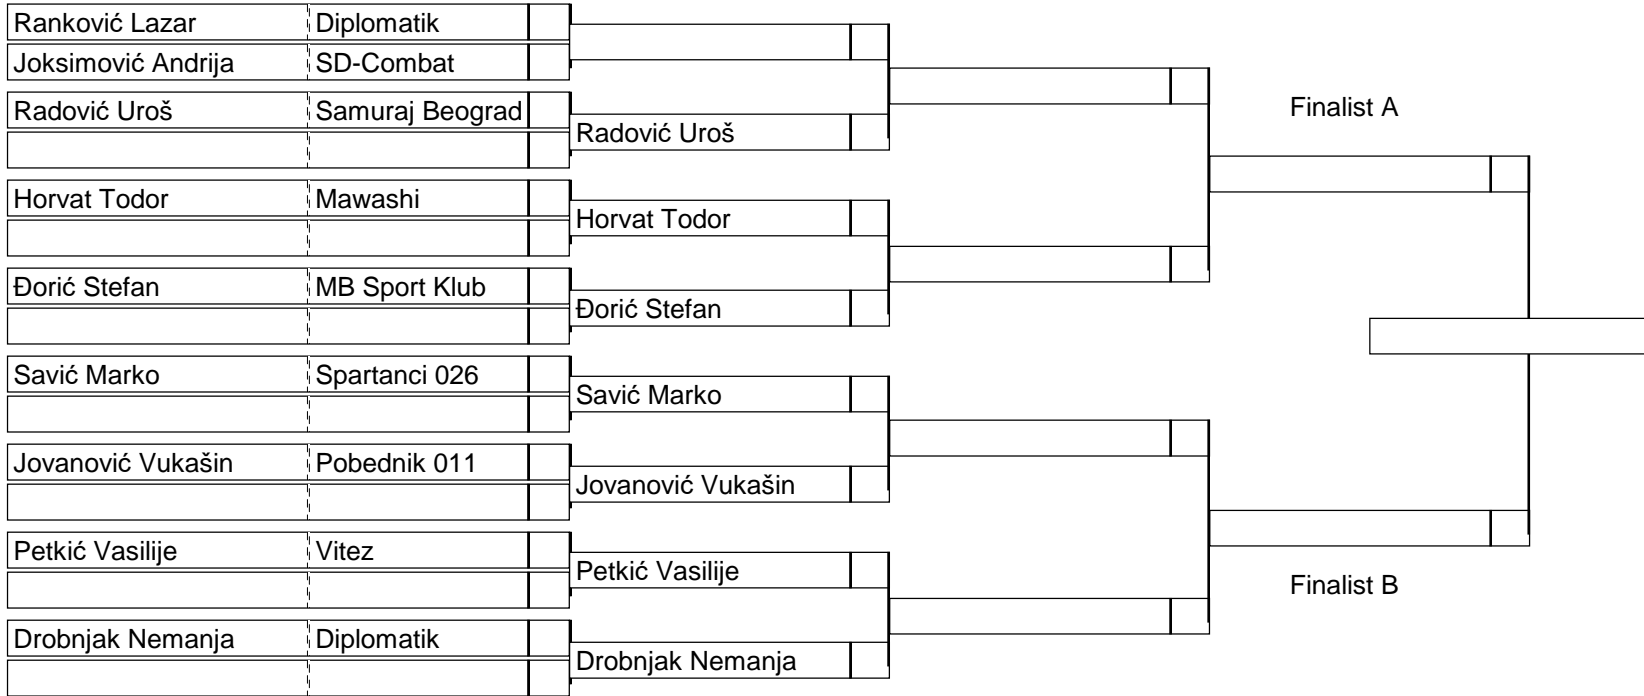 Ranković Lazar Diplomatik
Joksimović Andrija SD-Combat
Radović Uroš Samuraj Beograd
Radović Uroš
Horvat Todor Mawashi
Horvat Todor
Đorić Stefan MB Sport Klub
Đorić Stefan
Savić Marko Spartanci 026
Savić Marko
Jovanović Vukašin Pobednik 011
Jovanović Vukašin
Petkić Vasilije Vitez
Petkić Vasilije
Drobnjak Nemanja Diplomatik
Drobnjak Nemanja
Finalist A
Finalist B